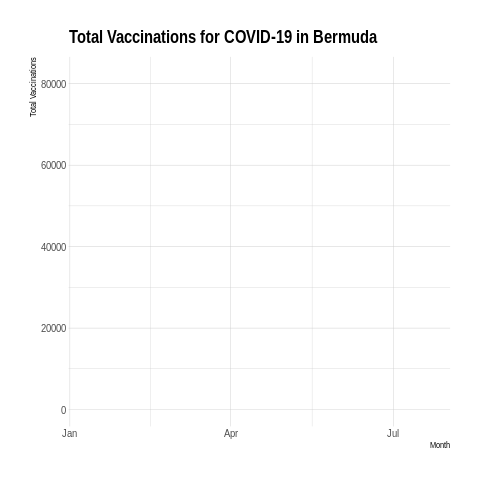 Total Vaccinations for COVID-19 in Bermuda
Total Vaccinations
80000
60000
40000
20000
0
Jan Apr Jul
Month